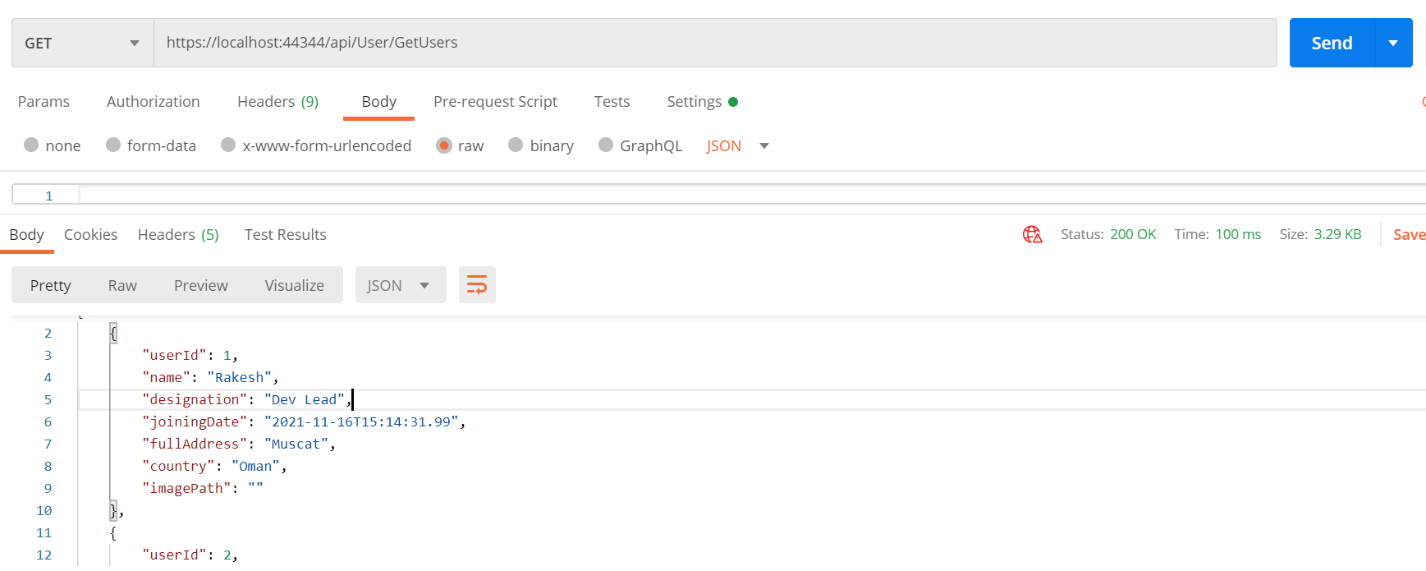 GET https://localhost:44344/api/User/GetUsers Send
Params Authorization Headers (9) Body Pre-request Script Tests Settings
none form-data x-www-form-urlencoded raw binary GraphQL JSON
1
Body Cookies Headers (5) Test Results Status: 200 OK Time: 100 ms Size: 3.29 KB Save
Pretty Raw Preview Visualize JSON
2 {
3 "userId": 1,
4 "name": "Rakesh",
5 "designation": "Dev Lead",
6 "joiningDate": "2021-11-16T15:14:31.99",
7 "fullAddress": "Muscat",
8 "country": "Oman",
9 "imagePath": ""
10 },
11 {
12 "userId": 2,